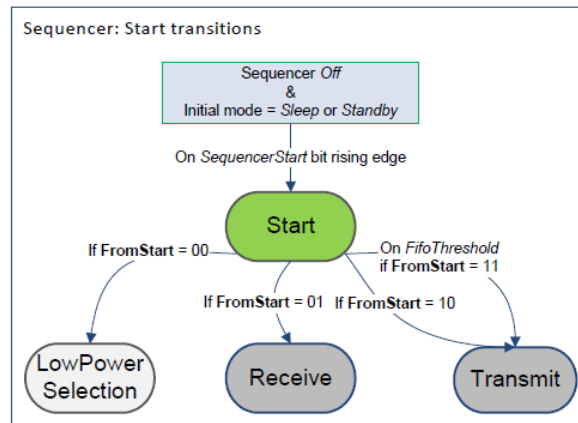 Sequencer: Start transitions
Sequencer Off
&
Initial mode = Sleep or Standby
On SequencerStart bit rising edge
Start
If FromStart = 00
On FifoThreshold
if FromStart = 11
If FromStart = 01
If FromStart = 10
LowPower
Selection
Receive
Transmit